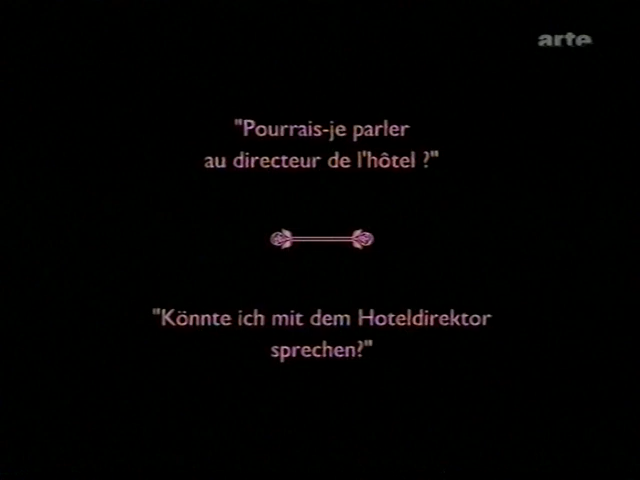 arte
"Pourrais-je parler
au directeur de l'hôtel ?"
"Könnte ich mit dem Hoteldirektor
sprechen?"